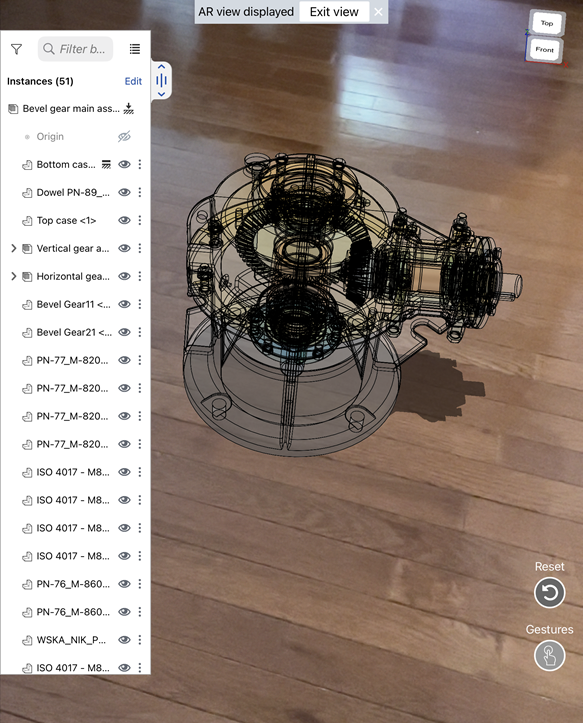 AR view displayed Exit view
Top
Front
Filter b...
Instances (51) Edit
Bevel gear main ass...
Origin
Bottom cas...
Dowel PN-89_...
Top case <1>
Vertical gear a...
Horizontal gea...
Bevel Gear11 <...
Bevel Gear21 <...
PN-77_M-820...
PN-77_M-820...
PN-77_M-820...
PN-77_M-820...
ISO 4017 - M8...
ISO 4017 - M8...
ISO 4017 - M8...
ISO 4017 - M8...
PN-76_M-860...
PN-76_M-860...
WSKA_NIK_P...
ISO 4017 - M8...
Reset
Gestures